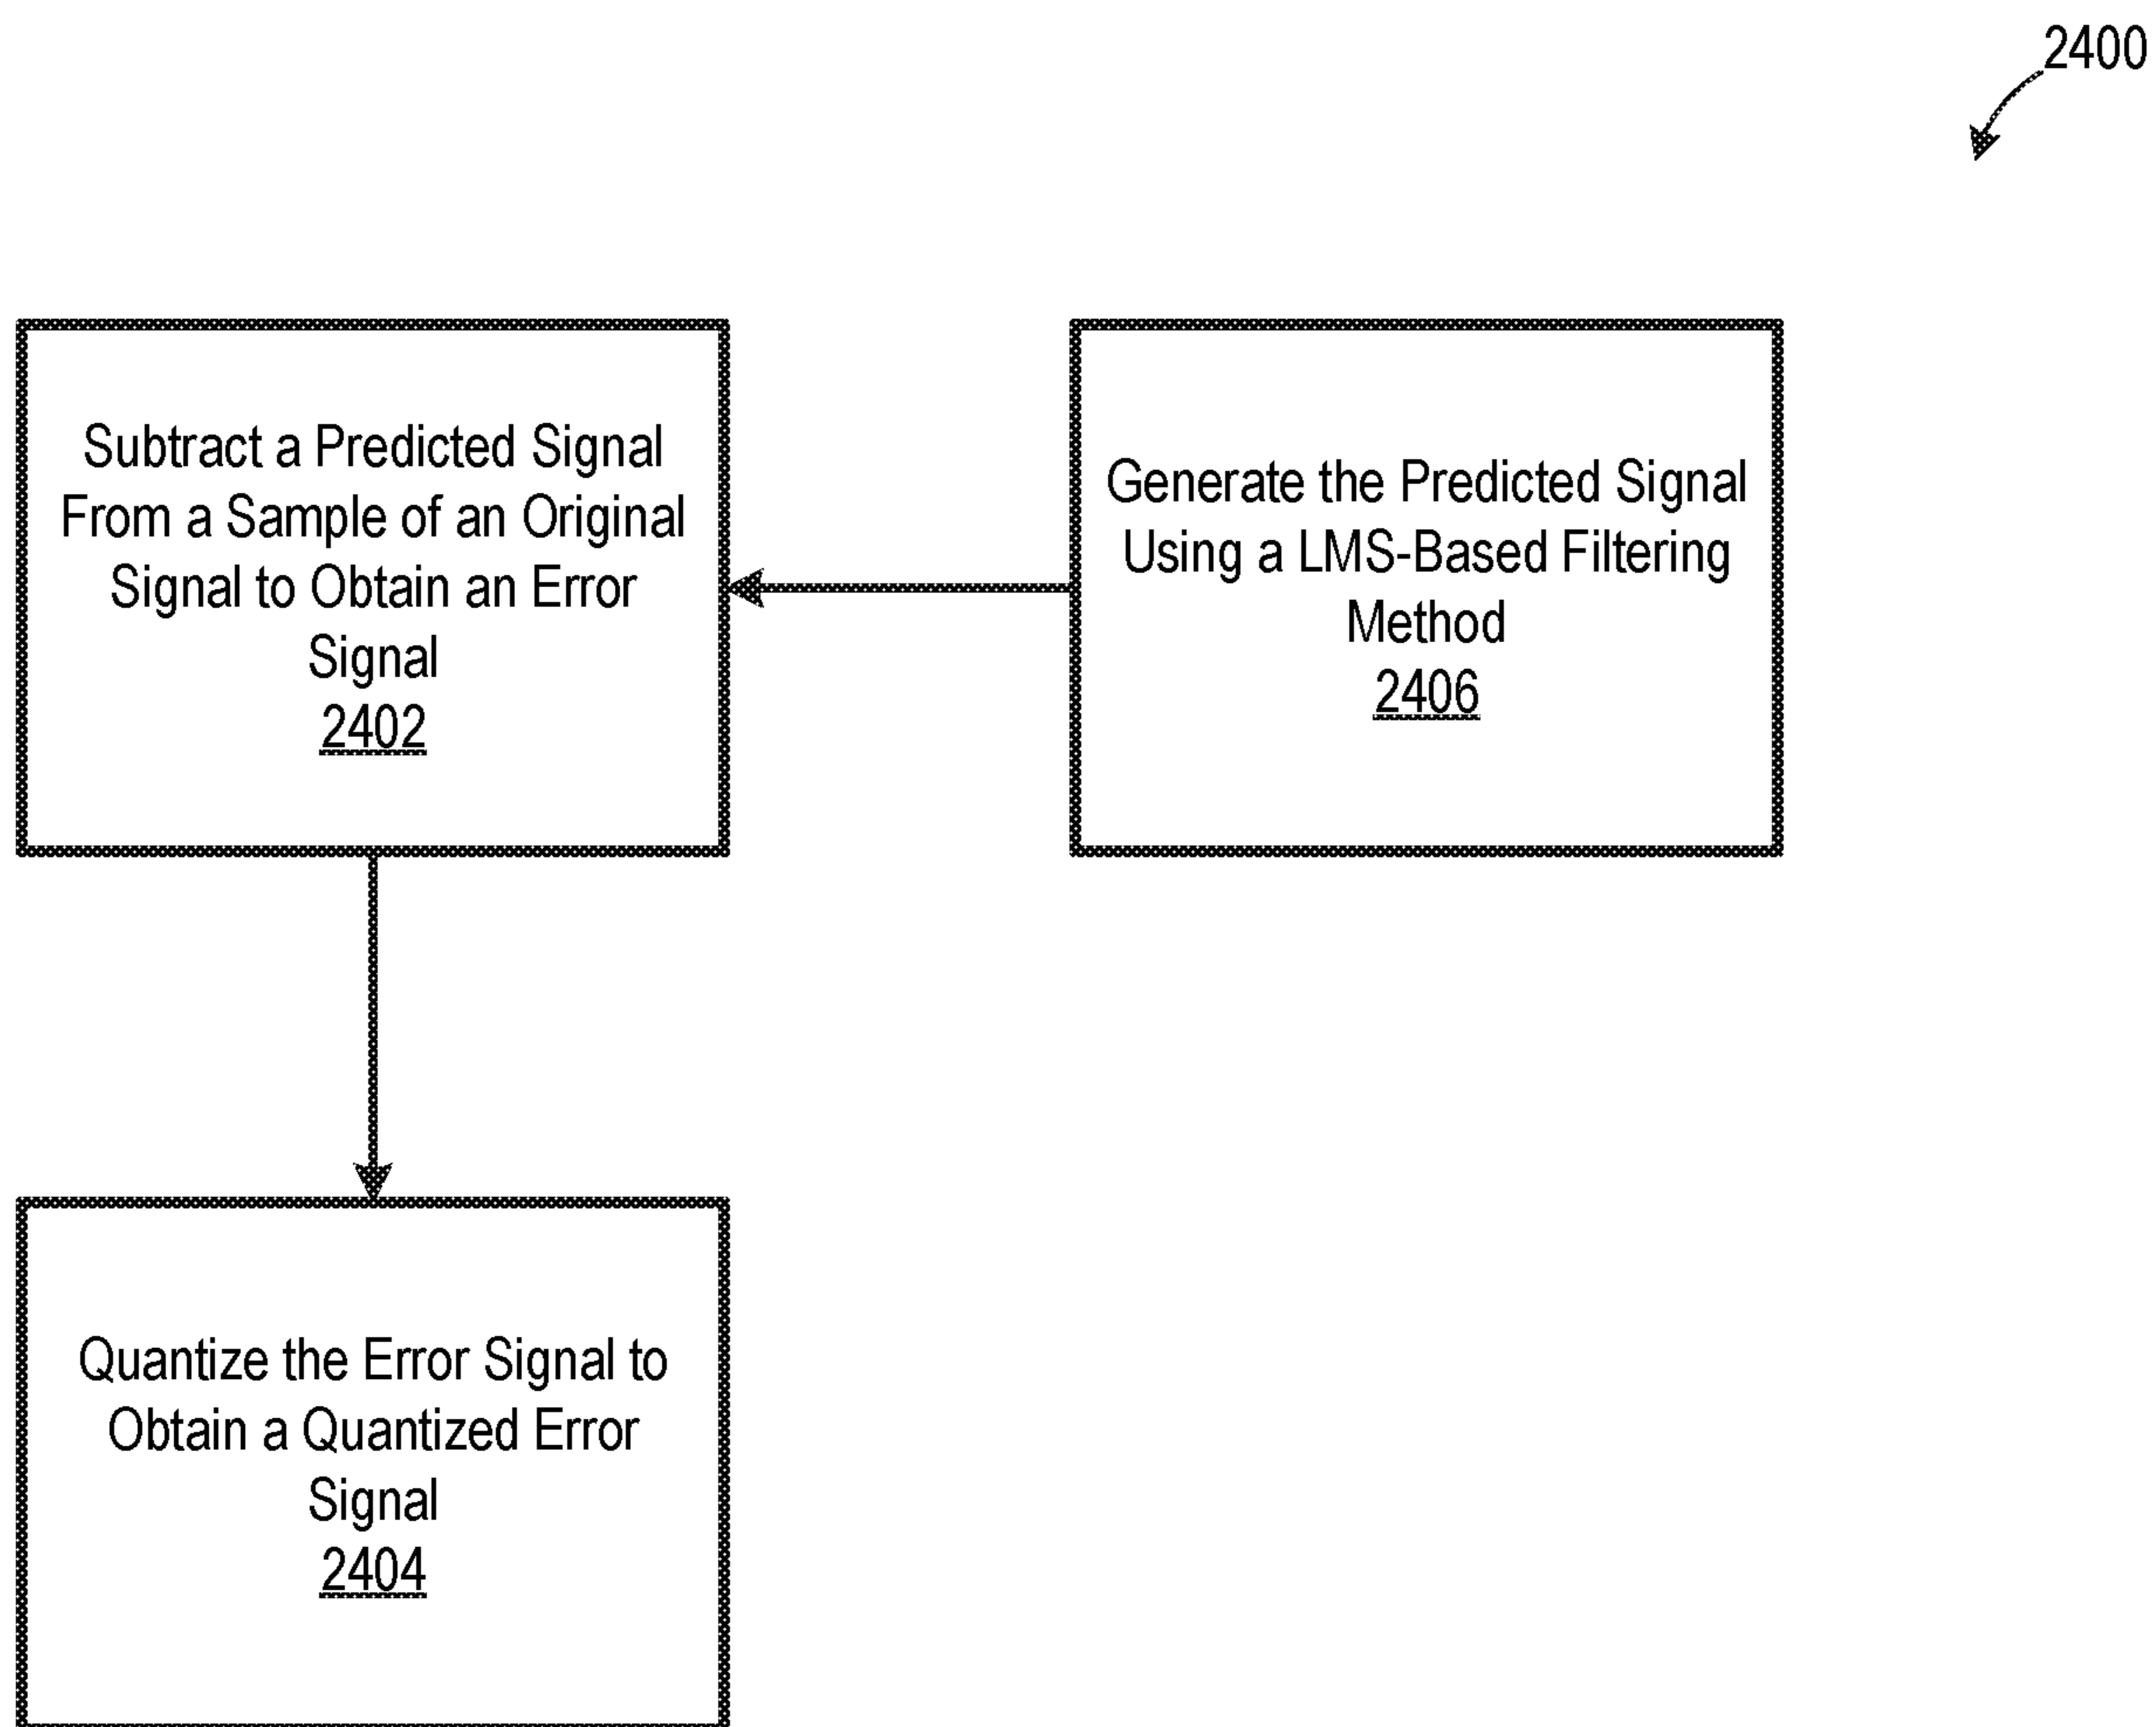 2400
Subtract a Predicted Signal
From a Sample of an Original
Signal to Obtain an Error
Signal
2402
Generate the Predicted Signal
Using a LMS-Based Filtering
Method
2406
Quantize the Error Signal to
Obtain a Quantized Error
Signal
2404